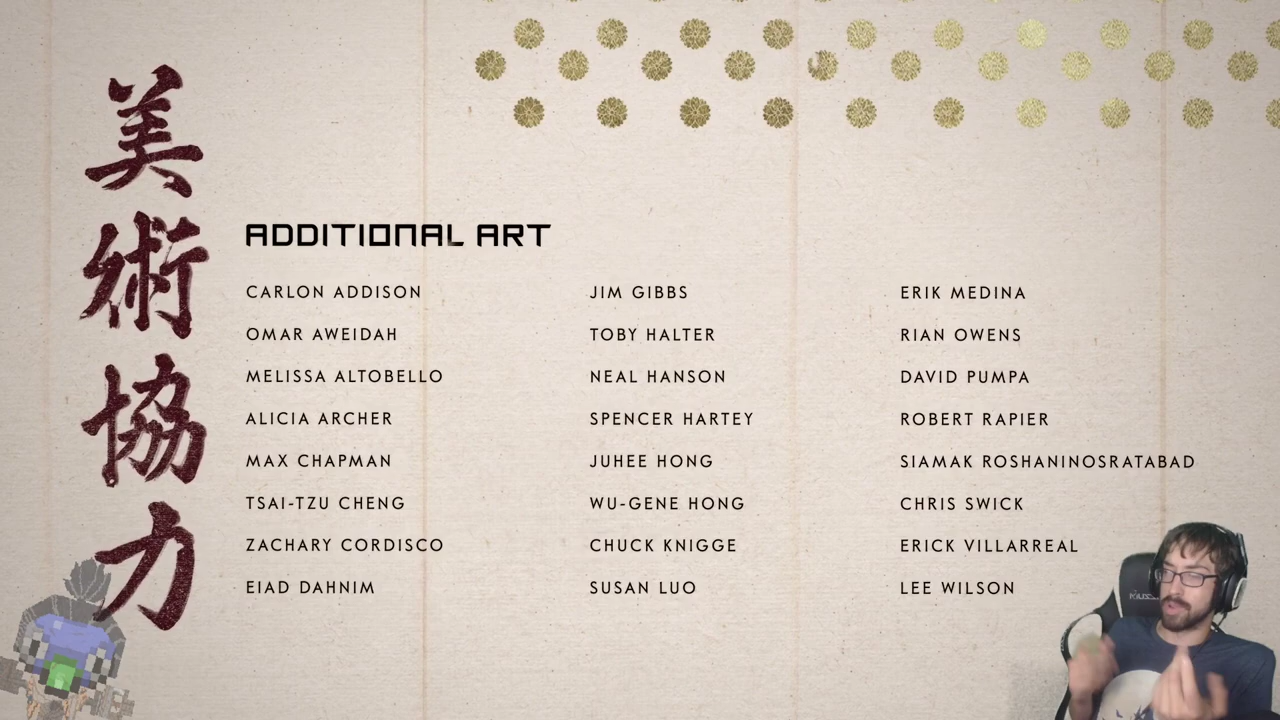 美術協力
ADDITIONAL ART
CARLON ADDISON
OMAR AWEIDAH
MELISSA ALTOBELLO
ALICIA ARCHER
MAX CHAPMAN
TSAI-TZU CHENG
ZACHARY CORDISCO
EIAD DAHNIM
JIM GIBBS
TOBY HALTER
NEAL HANSON
SPENCER HARTEY
JUHEE HONG
WU-GENE HONG
CHUCK KNIGGE
SUSAN LUO
ERIK MEDINA
RIAN OWENS
DAVID PUMPA
ROBERT RAPIER
SIAMAK ROSHANINOSRATABAD
CHRIS SWICK
ERICK VILLARREAL
LEE WILSON